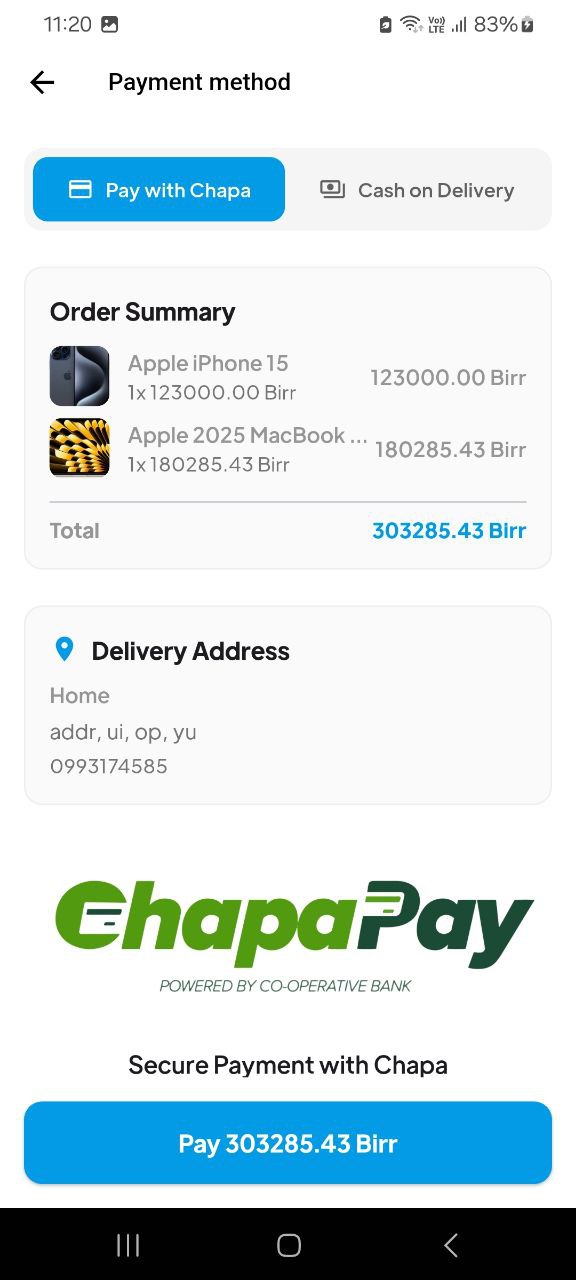 11:20
Vo))
LTE
83%
Payment method
Pay with Chapa
Cash on Delivery
Order Summary
Apple iPhone 15
1x 123000.00 Birr
123000.00 Birr
Apple 2025 MacBook ...
1x 180285.43 Birr
180285.43 Birr
Total
303285.43 Birr
Delivery Address
Home
addr, ui, op, yu
0993174585
ChapaPay
POWERED BY CO-OPERATIVE BANK
Secure Payment with Chapa
Pay 303285.43 Birr